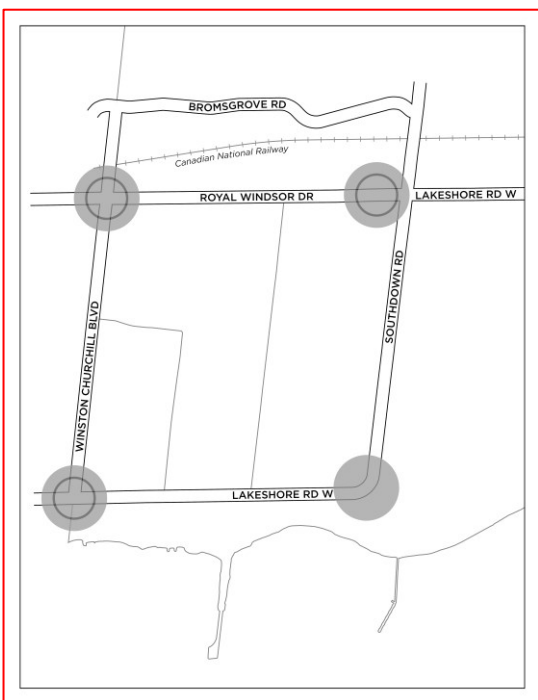 BROMSGROVE RD
Canadian National Railway
ROYAL WINDSOR DR
LAKESHORE RD W
SOUTHDOWN RD
WINSTON CHURCHILL BLVD
LAKESHORE RD W